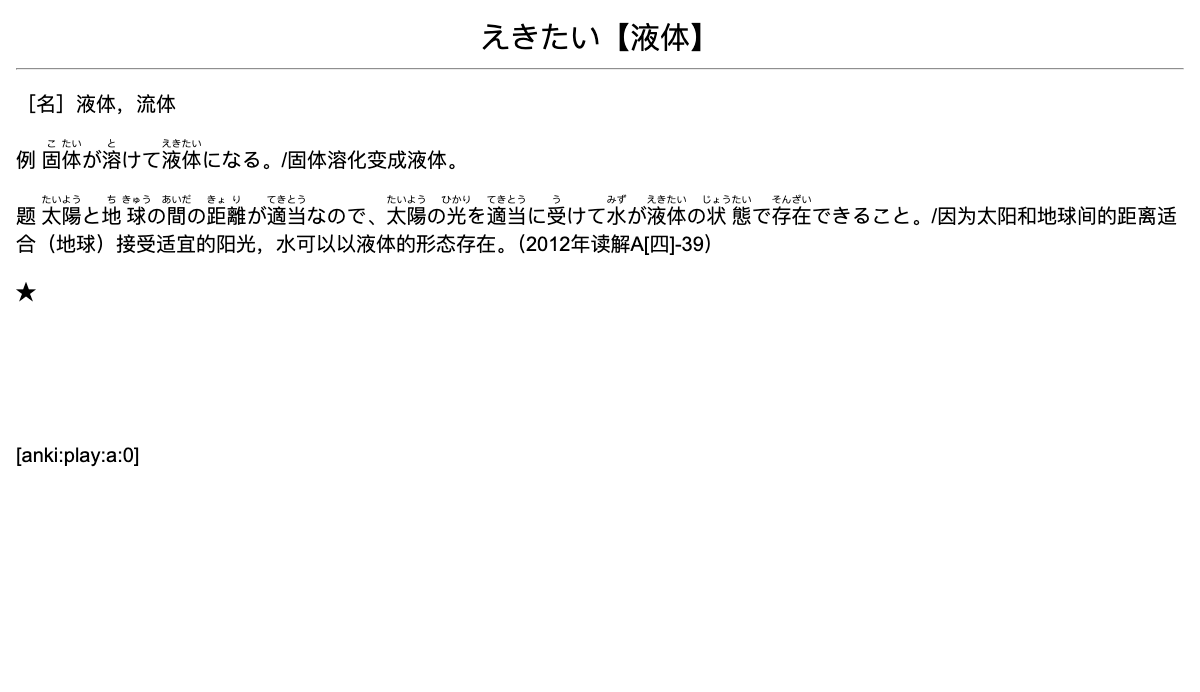 えきたい【液体】
［名］液体，流体
こ たい と えきたい
例 固体が溶けて液体になる。/固体溶化变成液体。
たいよう ち きゅう あいだ きょ り てきとう たいよう ひかり てきとう う みず えきたい じょうたい そんざい
题 太陽と地球の間の距離が適当なので、太陽の光を適当に受けて水が液体の状態で存在できること。/因为太阳和地球间的距离适
合（地球）接受适宜的阳光，水可以以液体的形态存在。（2012年读解A[四]-39）
★
[anki:play:a:0]